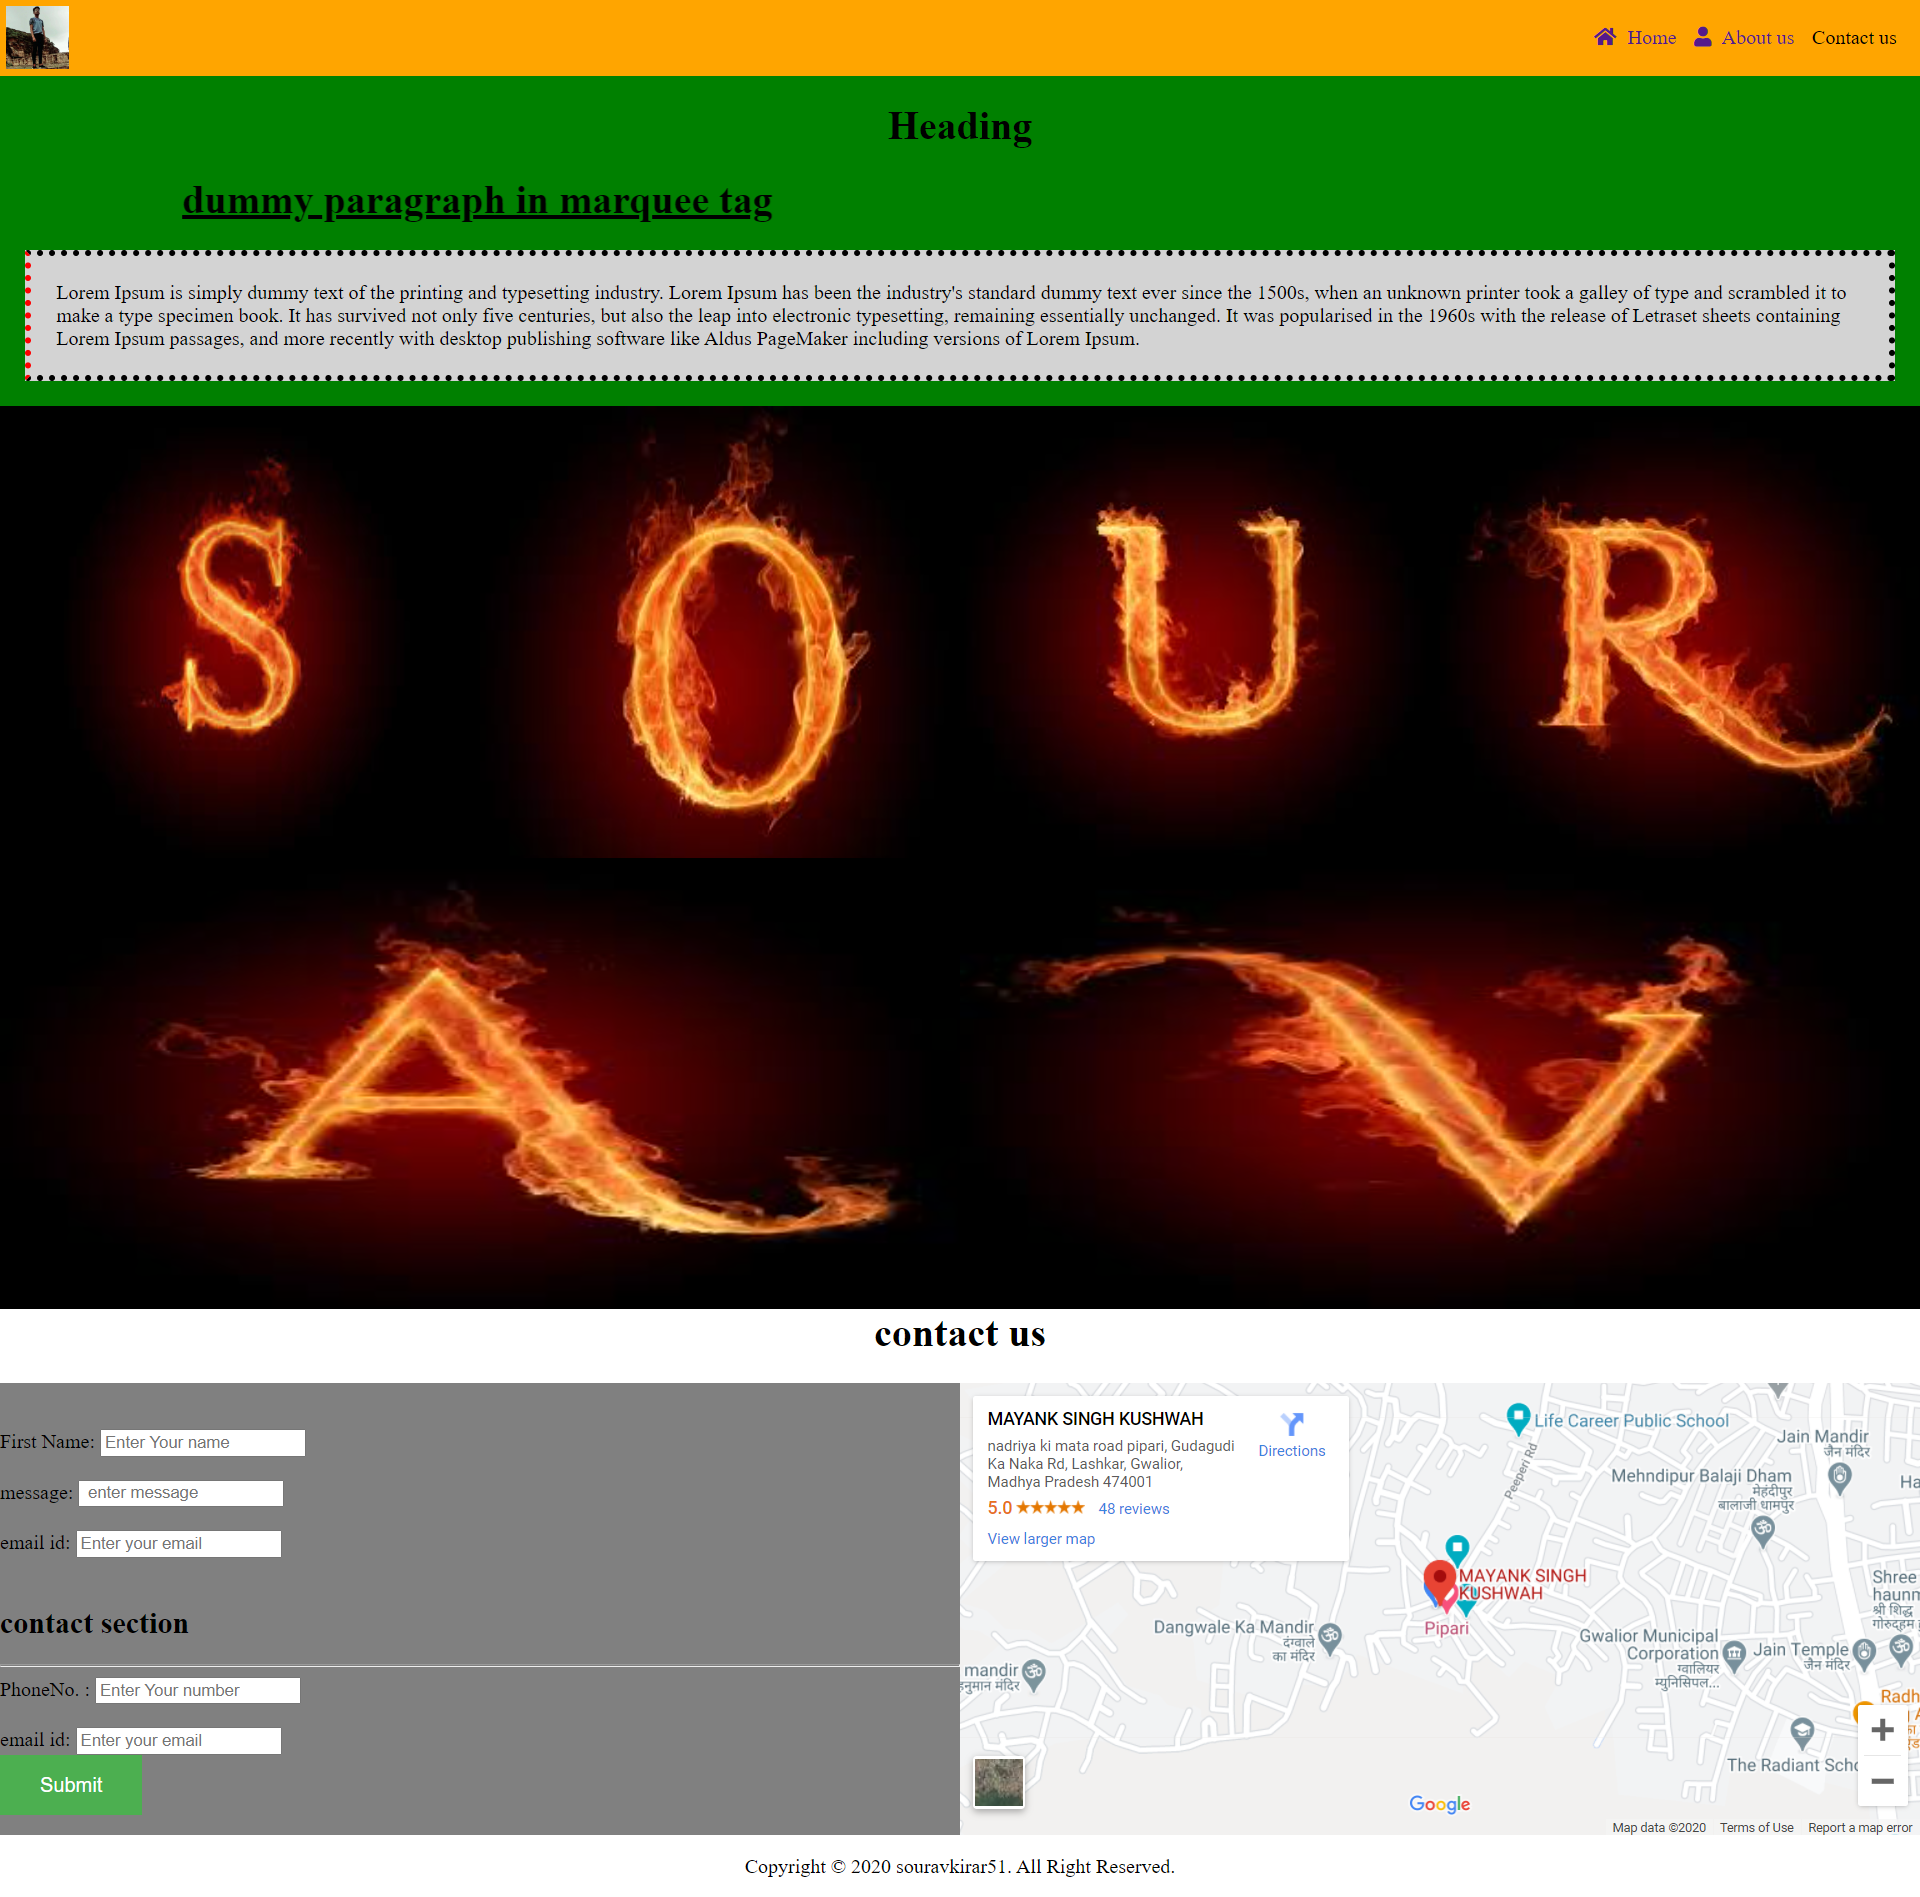 Home About us Contact us
Heading
dummy paragraph in marquee tag
Lorem Ipsum is simply dummy text of the printing and typesetting industry. Lorem Ipsum has been the industry's standard dummy text ever since the 1500s, when an unknown printer took a galley of type and scrambled it to
make a type specimen book. It has survived not only five centuries, but also the leap into electronic typesetting, remaining essentially unchanged. It was popularised in the 1960s with the release of Letraset sheets containing
Lorem Ipsum passages, and more recently with desktop publishing software like Aldus PageMaker including versions of Lorem Ipsum.
S O U R
A V
contact us
First Name: Enter Your name
message: enter message
email id: Enter your email
contact section
PhoneNo. : Enter Your number
email id: Enter your email
Submit
MAYANK SINGH KUSHWAH
Directions
nadriya ki mata road pipari, Gudagudi
Ka Naka Rd, Lashkar, Gwalior,
Madhya Pradesh 474001
5.0 ★★★★★ 48 reviews
View larger map
Life Career Public School
Peeperi Rd
Jain Mandir
जैन मंदिर
Mehndipur Balaji Dham
मेहंदीपुर
बालाजी धामपुर
Ha
MAYANK SINGH
KUSHWAH
Pipari
Dangwale Ka Mandir
दंगवाले
का मंदिर
mandir
हनुमान मंदिर
Gwalior Municipal
Corporation
ग्वालियर
म्युनिसिपल...
Jain Temple
जैन मंदिर
Shree
haunm
श्री शिद्ध
Radh
The Radiant Scho
Google
Map data ©2020 Terms of Use Report a map error
Copyright © 2020 souravkirar51. All Right Reserved.